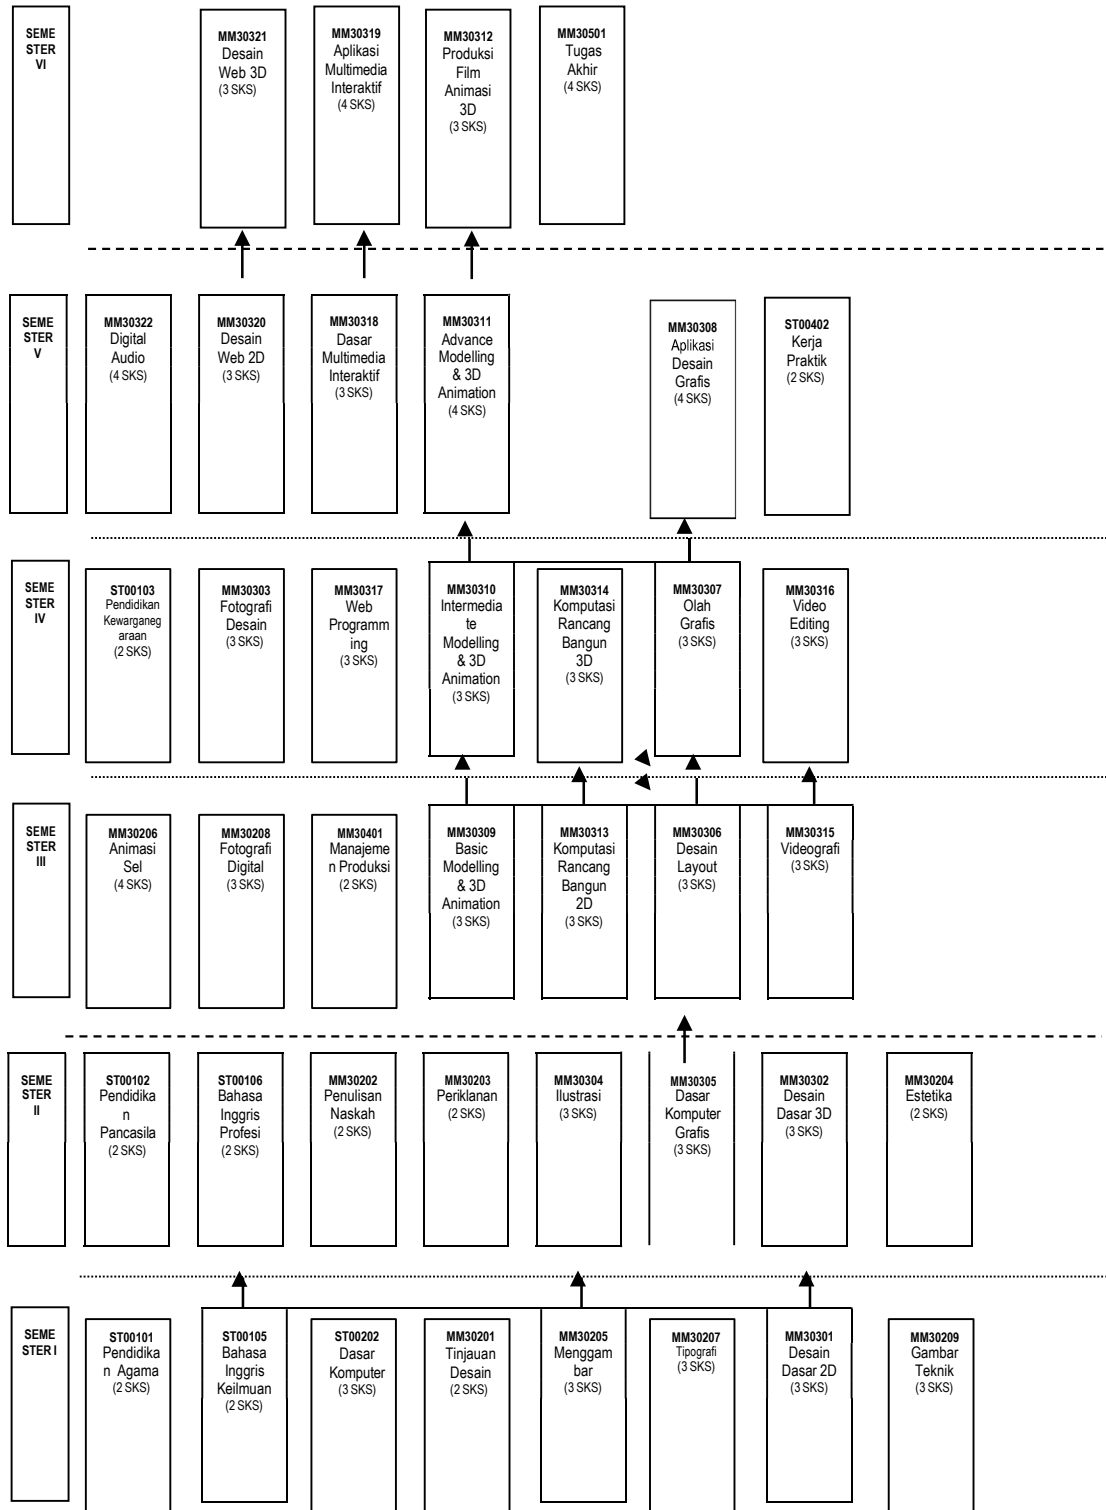 SEME
STER
VI
MM30321
Desain
Web 3D
(3 SKS)
MM30319
Aplikasi
Multimedia
Interaktif
(4 SKS)
MM30312
Produksi
Film
Animasi
3D
(3 SKS)
MM30501
Tugas
Akhir
(4 SKS)
SEME
STER
V
MM30322
Digital
Audio
(4 SKS)
MM30320
Desain
Web 2D
(3 SKS)
MM30318
Dasar
Multimedia
Interaktif
(3 SKS)
MM30311
Advance
Modelling
& 3D
Animation
(4 SKS)
MM30308
Aplikasi
Desain
Grafis
(4 SKS)
ST00402
Kerja
Praktik
(2 SKS)
SEME
STER
IV
ST00103
Pendidikan
Kewarganeg
araan
(2 SKS)
MM30303
Fotografi
Desain
(3 SKS)
MM30317
Web
Programm
ing
(3 SKS)
MM30310
Intermedia
te
Modelling
& 3D
Animation
(3 SKS)
MM30314
Komputasi
Rancang
Bangun
3D
(3 SKS)
MM30307
Olah
Grafis
(3 SKS)
MM30316
Video
Editing
(3 SKS)
SEME
STER
III
MM30206
Animasi
Sel
(4 SKS)
MM30208
Fotografi
Digital
(3 SKS)
MM30401
Manajeme
n Produksi
(2 SKS)
MM30309
Basic
Modelling
& 3D
Animation
(3 SKS)
MM30313
Komputasi
Rancang
Bangun
2D
(3 SKS)
MM30306
Desain
Layout
(3 SKS)
MM30315
Videografi
(3 SKS)
SEME
STER
II
ST00102
Pendidika
n
Pancasila
(2 SKS)
ST00106
Bahasa
Inggris
Profesi
(2 SKS)
MM30202
Penulisan
Naskah
(2 SKS)
MM30203
Periklanan
(2 SKS)
MM30304
Ilustrasi
(3 SKS)
MM30305
Dasar
Komputer
Grafis
(3 SKS)
MM30302
Desain
Dasar 3D
(3 SKS)
MM30204
Estetika
(2 SKS)
SEME
STER I
ST00101
Pendidika
n Agama
(2 SKS)
ST00105
Bahasa
Inggris
Keilmuan
(2 SKS)
ST00202
Dasar
Komputer
(3 SKS)
MM30201
Tinjauan
Desain
(2 SKS)
MM30205
Menggam
bar
(3 SKS)
MM30207
Tipografi
(3 SKS)
MM30301
Desain
Dasar 2D
(3 SKS)
MM30209
Gambar
Teknik
(3 SKS)